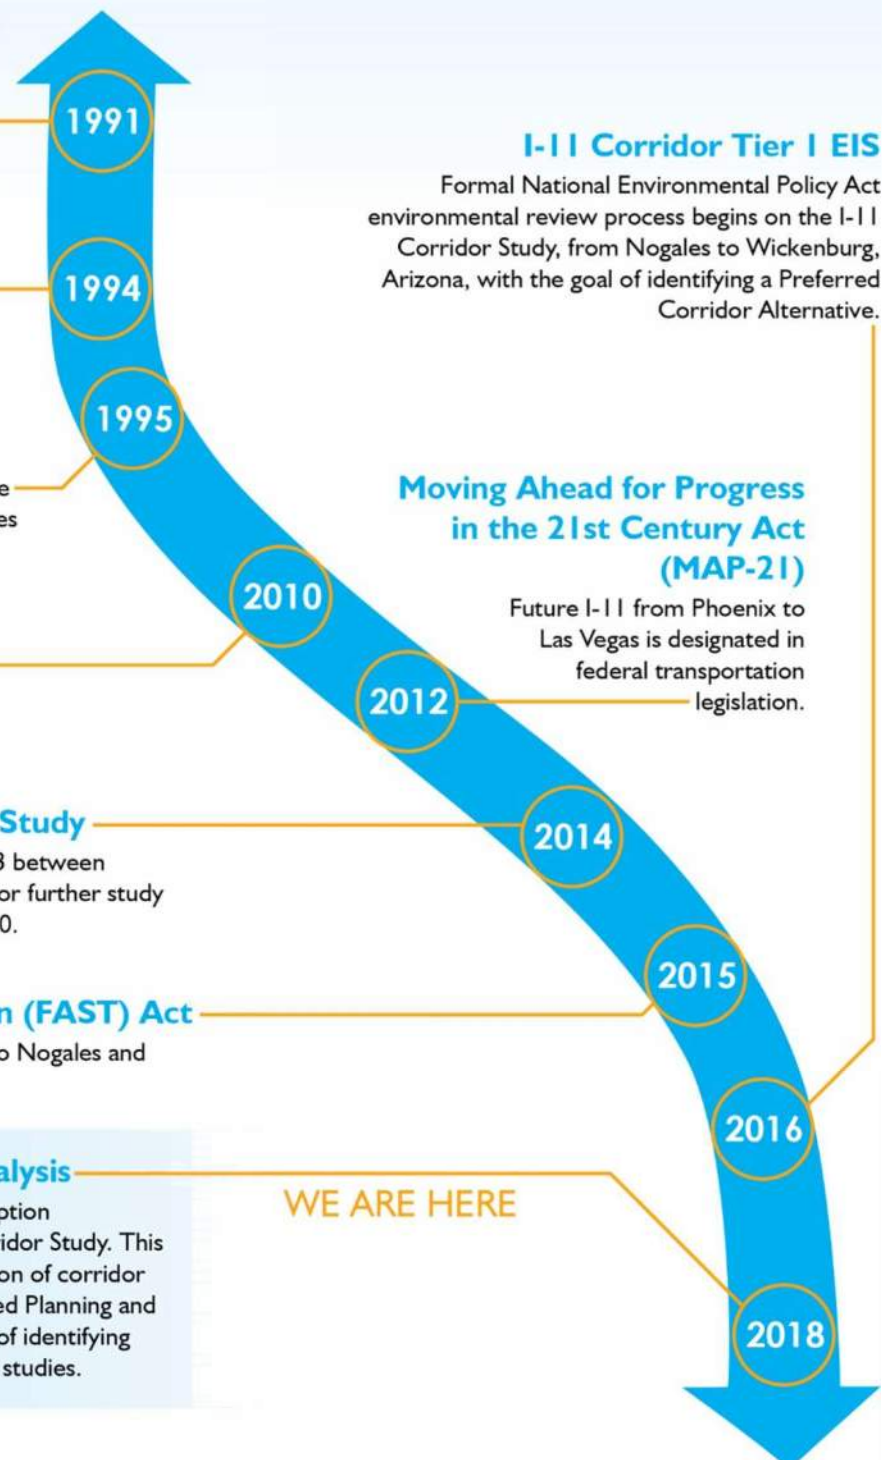 1991
I-11 Corridor Tier 1 EIS
Formal National Environmental Policy Act
environmental review process begins on the I-11
Corridor Study, from Nogales to Wickenburg,
Arizona, with the goal of identifying a Preferred
Corridor Alternative.
1994
1995
e
es
Moving Ahead for Progress
in the 21st Century Act
(MAP-21)
Future I-11 from Phoenix to
Las Vegas is designated in
federal transportation
legislation.
2010
2012
Study
3 between
or further study
0.
2014
2015
n (FAST) Act
o Nogales and
2016
alysis
ption
idor Study. This
on of corridor
ed Planning and
of identifying
studies.
WE ARE HERE
2018